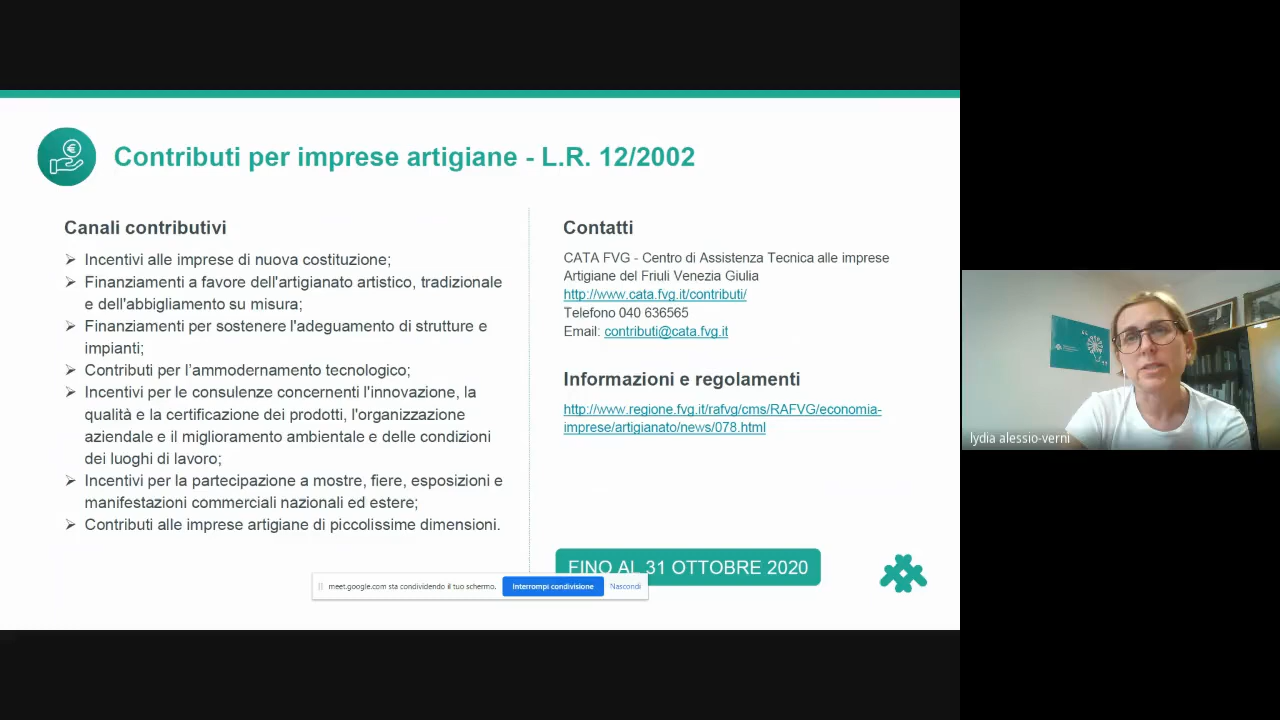 Contributi per imprese artigiane - L.R. 12/2002
Canali contributivi
➢ Incentivi alle imprese di nuova costituzione;
➢ Finanziamenti a favore dell'artigianato artistico, tradizionale
e dell'abbigliamento su misura;
➢ Finanziamenti per sostenere l'adeguamento di strutture e
impianti;
➢ Contributi per l’ammodernamento tecnologico;
➢ Incentivi per le consulenze concernenti l'innovazione, la
qualità e la certificazione dei prodotti, l'organizzazione
aziendale e il miglioramento ambientale e delle condizioni
dei luoghi di lavoro;
➢ Incentivi per la partecipazione a mostre, fiere, esposizioni e
manifestazioni commerciali nazionali ed estere;
➢ Contributi alle imprese artigiane di piccolissime dimensioni.
Contatti
CATA FVG - Centro di Assistenza Tecnica alle imprese
Artigiane del Friuli Venezia Giulia
http://www.cata.fvg.it/contributi/
Telefono 040 636565
Email: contributi@cata.fvg.it
Informazioni e regolamenti
http://www.regione.fvg.it/rafvg/cms/RAFVG/economia-
imprese/artigianato/news/078.html
FINO AL 31 OTTOBRE 2020
meet.google.com sta condividendo il tuo schermo.
Interrompi condivisione
Nascondi
lydia alessio-vernì